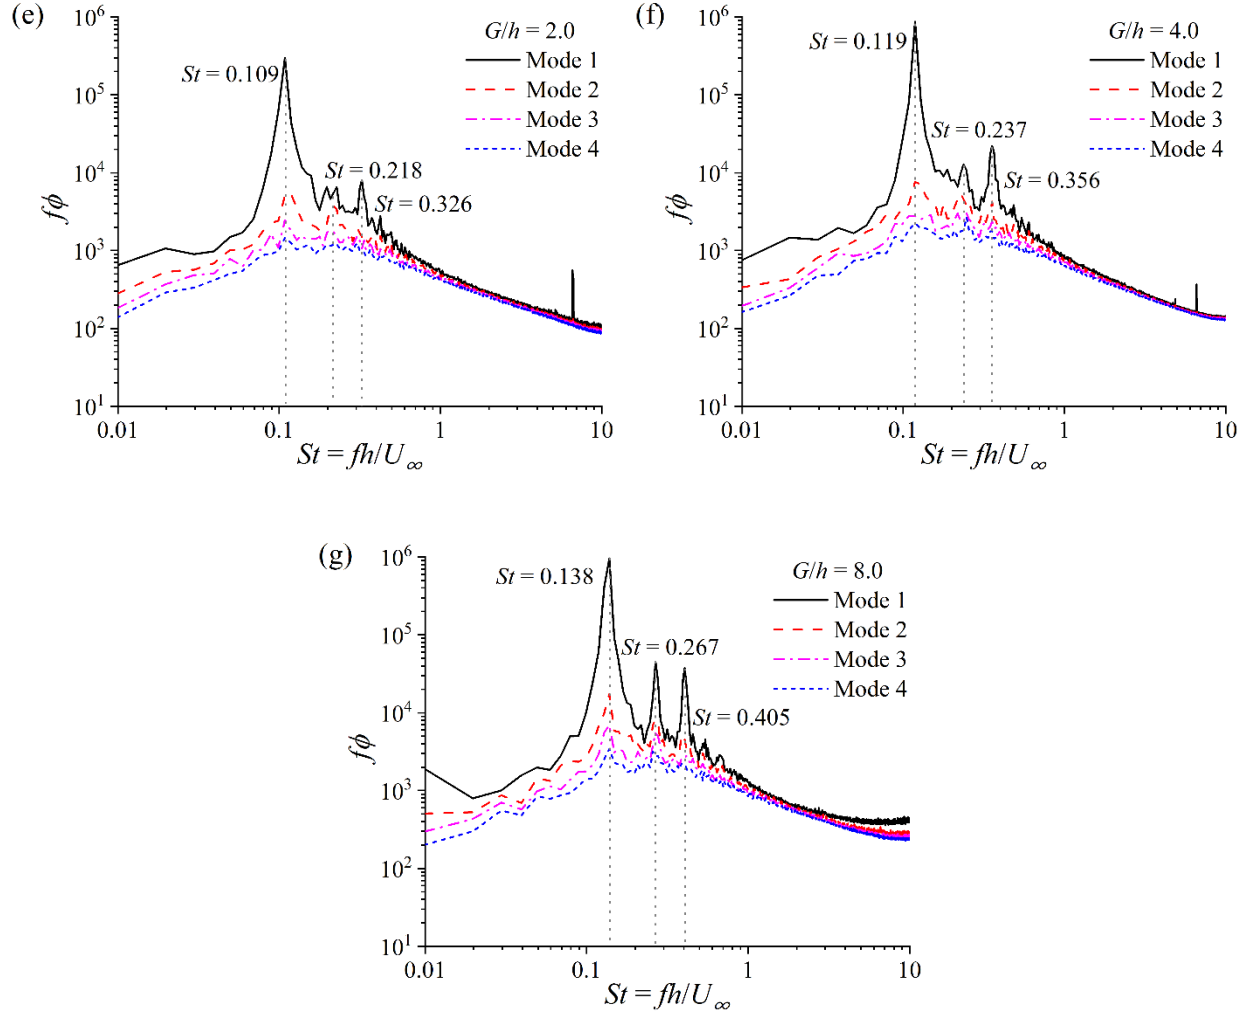 (e)
10^6
10^5
10^4
10^3
10^2
10^1
fϕ
G/h = 2.0
Mode 1
Mode 2
Mode 3
Mode 4
St = 0.109
St = 0.218
St = 0.326
0.01
0.1
1
10
St = fh/U∞
(f)
10^6
10^5
10^4
10^3
10^2
10^1
fϕ
G/h = 4.0
Mode 1
Mode 2
Mode 3
Mode 4
St = 0.119
St = 0.237
St = 0.356
0.01
0.1
1
10
St = fh/U∞
(g)
10^6
10^5
10^4
10^3
10^2
10^1
fϕ
G/h = 8.0
Mode 1
Mode 2
Mode 3
Mode 4
St = 0.138
St = 0.267
St = 0.405
0.01
0.1
1
10
St = fh/U∞